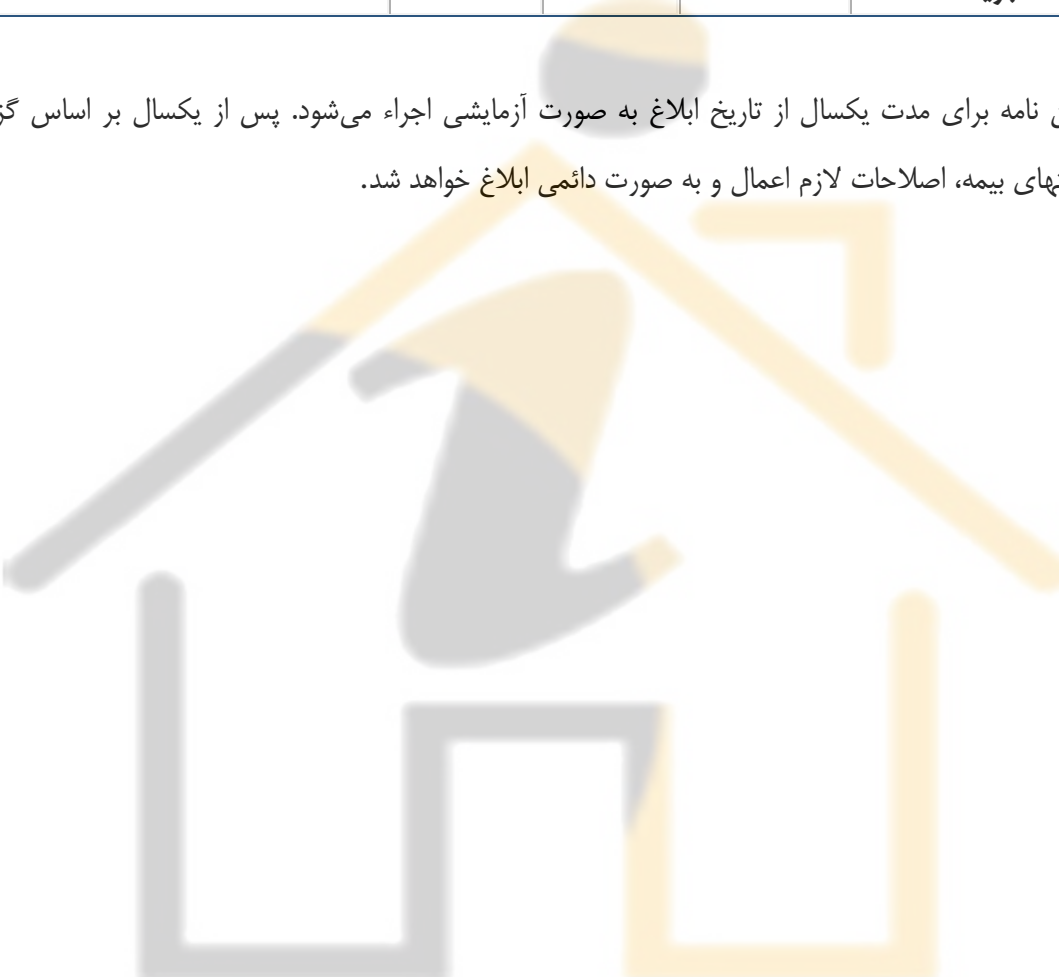 نامه برای مدت یکسال از تاریخ ابلاغ به صورت آزمایشی اجراء می‌شود. پس از یکسال بر اساس
بیمه، اصلاحات لازم اعمال و به صورت دائمی ابلاغ خواهد شد.